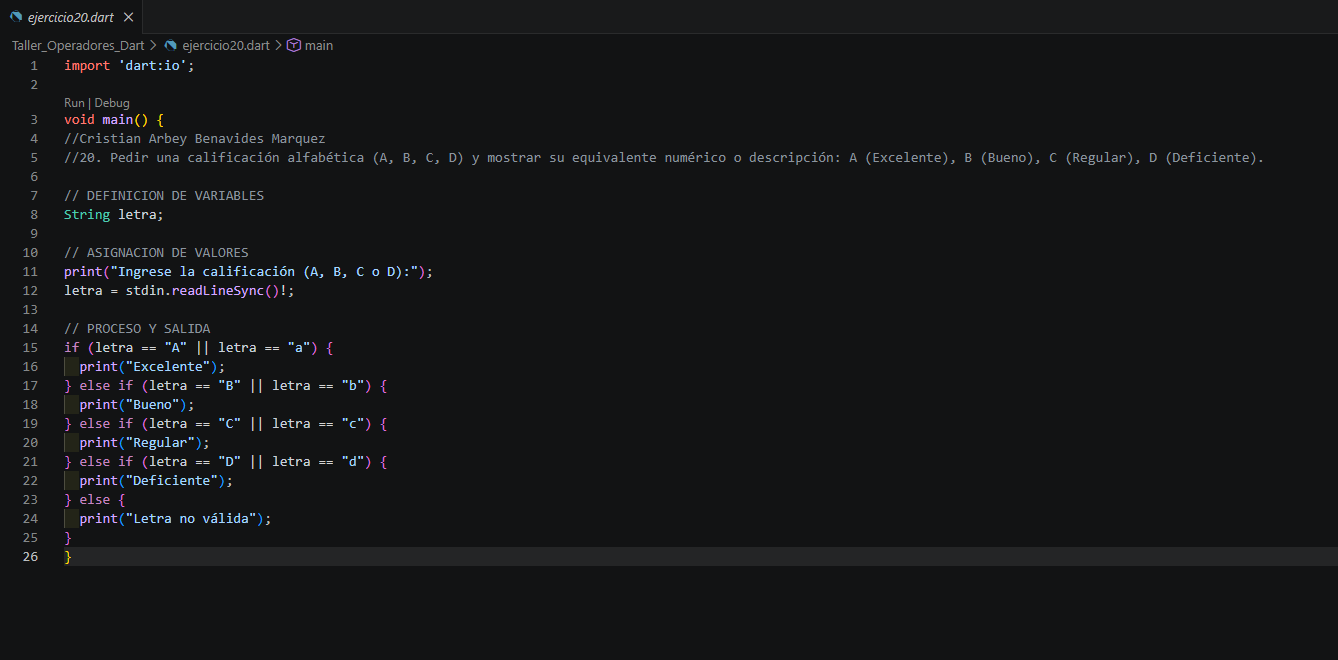 ejercicio20.dart
Taller_Operadores_Dart > ejercicio20.dart > main
1 import 'dart:io';
2
Run | Debug
3 void main() {
4 //Cristian Arbey Benavides Marquez
5 //20. Pedir una calificación alfabética (A, B, C, D) y mostrar su equivalente numérico o descripción: A (Excelente), B (Bueno), C (Regular), D (Deficiente).
6
7 // DEFINICION DE VARIABLES
8 String letra;
9
10 // ASIGNACION DE VALORES
11 print("Ingrese la calificación (A, B, C o D):");
12 letra = stdin.readLineSync()!;
13
14 // PROCESO Y SALIDA
15 if (letra == "A" || letra == "a") {
16   print("Excelente");
17 } else if (letra == "B" || letra == "b") {
18   print("Bueno");
19 } else if (letra == "C" || letra == "c") {
20   print("Regular");
21 } else if (letra == "D" || letra == "d") {
22   print("Deficiente");
23 } else {
24   print("Letra no válida");
25 }
26 }